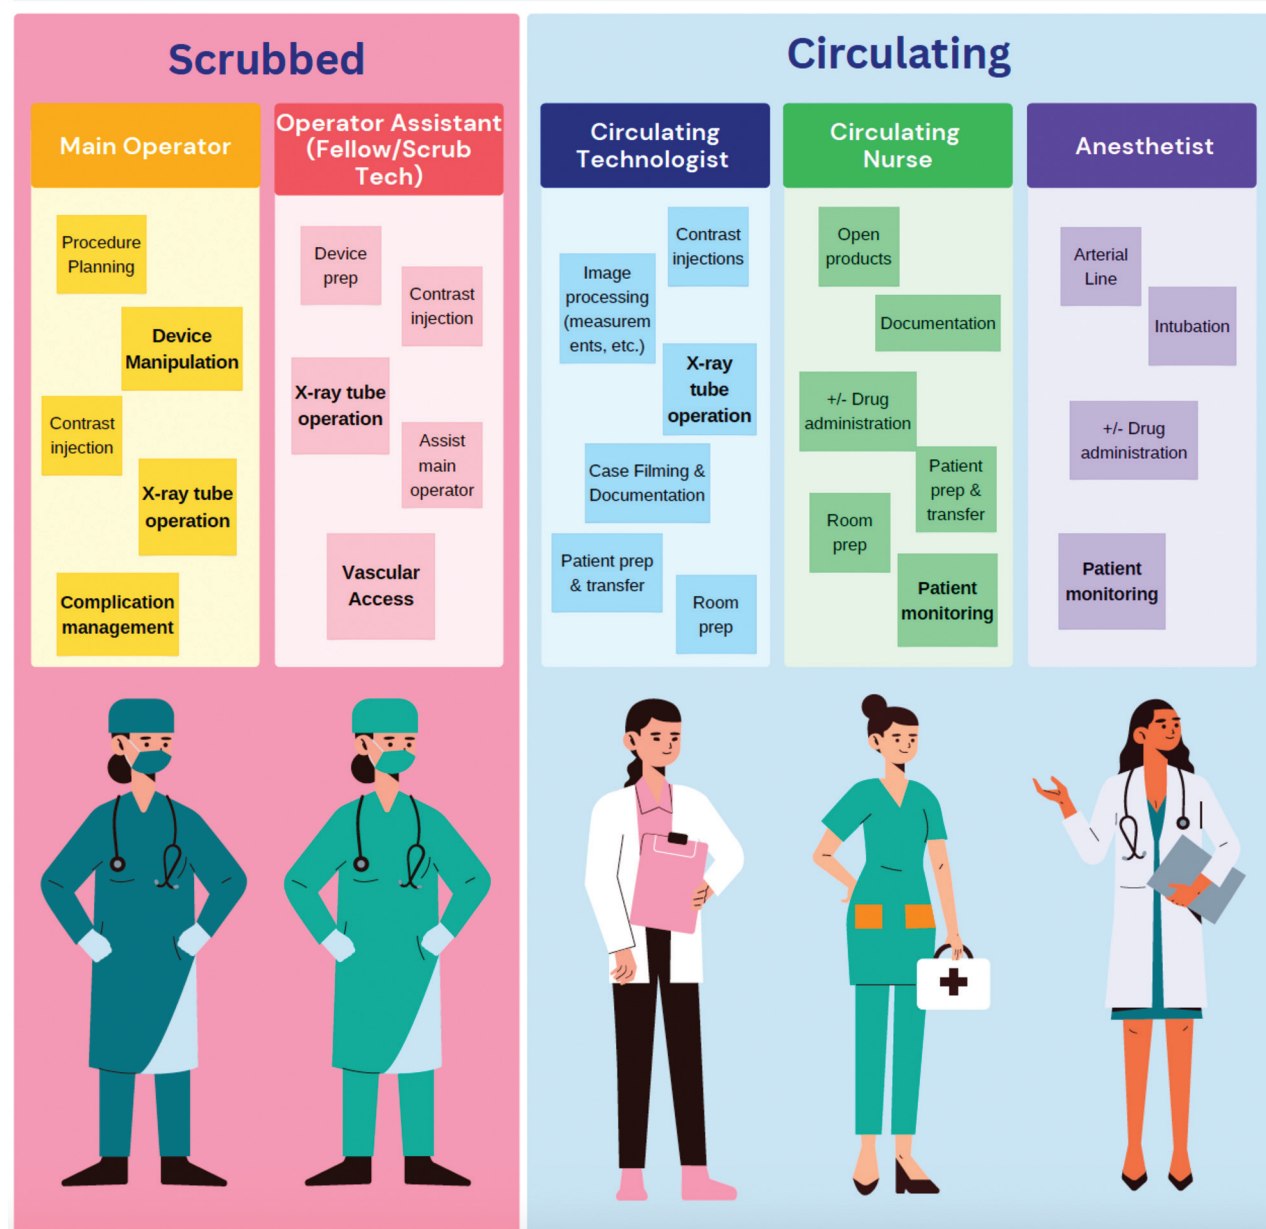 Scrubbed
Main Operator
Procedure
Planning
Device
Manipulation
Contrast
injection
X-ray tube
operation
Complication
management
Operator Assistant
(Fellow/Scrub
Tech)
Device
prep
Contrast
injection
X-ray tube
operation
Assist
main
operator
Vascular
Access
Circulating
Circulating
Technologist
Contrast
injections
Image
processing
(measurem
ents, etc.)
X-ray
tube
operation
Case Filming &
Documentation
Patient prep
& transfer
Room
prep
Circulating
Nurse
Open
products
Documentation
+/- Drug
administration
Patient
prep &
transfer
Room
prep
Patient
monitoring
Anesthetist
Arterial
Line
Intubation
+/- Drug
administration
Patient
monitoring